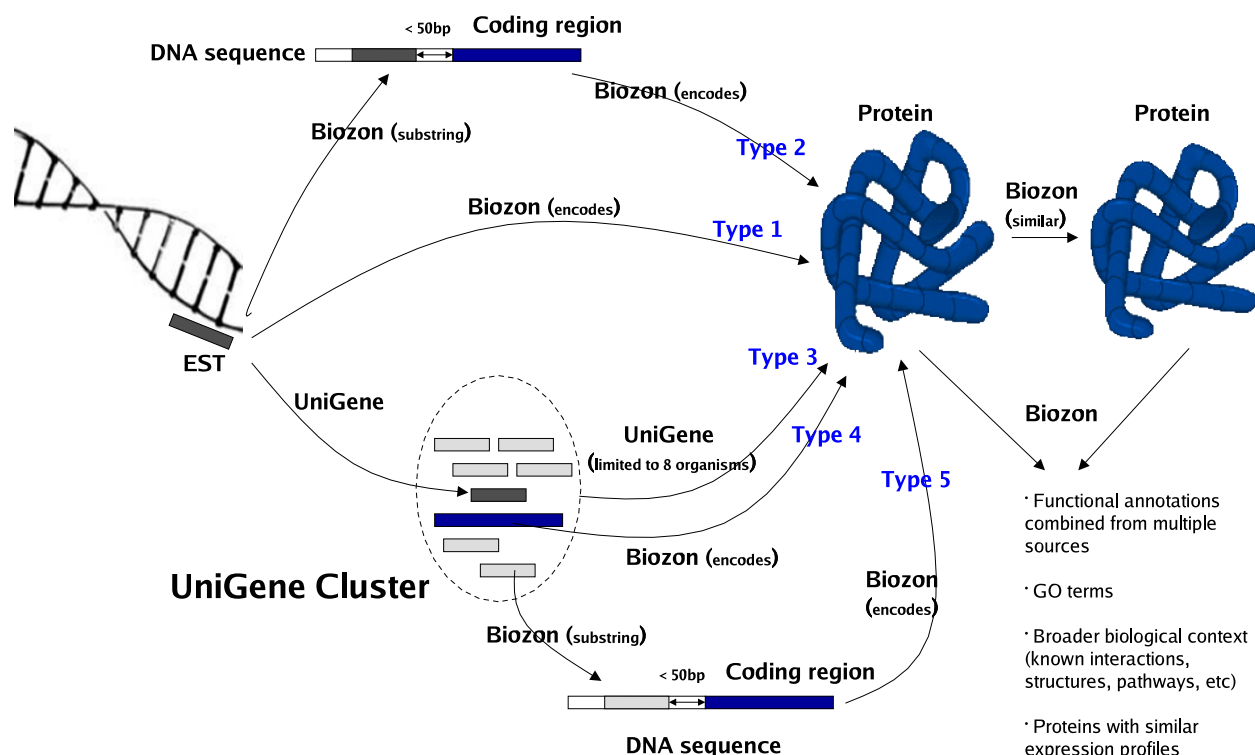 < 50bp Coding region
DNA sequence
Biozon (encodes)
Biozon (substring)
Type 2
Protein
Protein
Biozon (encodes)
Type 1
Biozon
(similar)
EST
UniGene
Type 3
UniGene
(limited to 8 organisms)
Type 4
Type 5
Biozon
Biozon (encodes)
UniGene Cluster
Biozon
(encodes)
Biozon (substring)
< 50bp Coding region
DNA sequence
· Functional annotations
combined from multiple
sources
· GO terms
· Broader biological context
(known interactions,
structures, pathways, etc)
· Proteins with similar
expression profiles